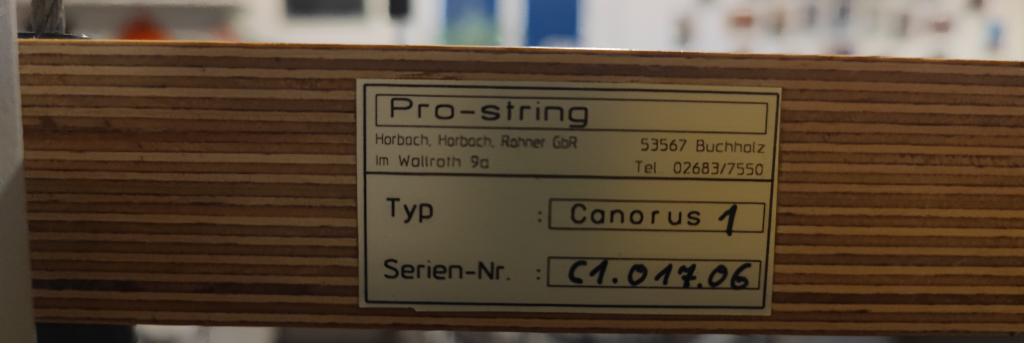 Pro-string
Horbach, Horbach, Rahner GbR 53567 Buchholz
Im Wallroth 9a Tel. 02683/7550
Typ : Canorus 1
Serien-Nr. : C1.017.06